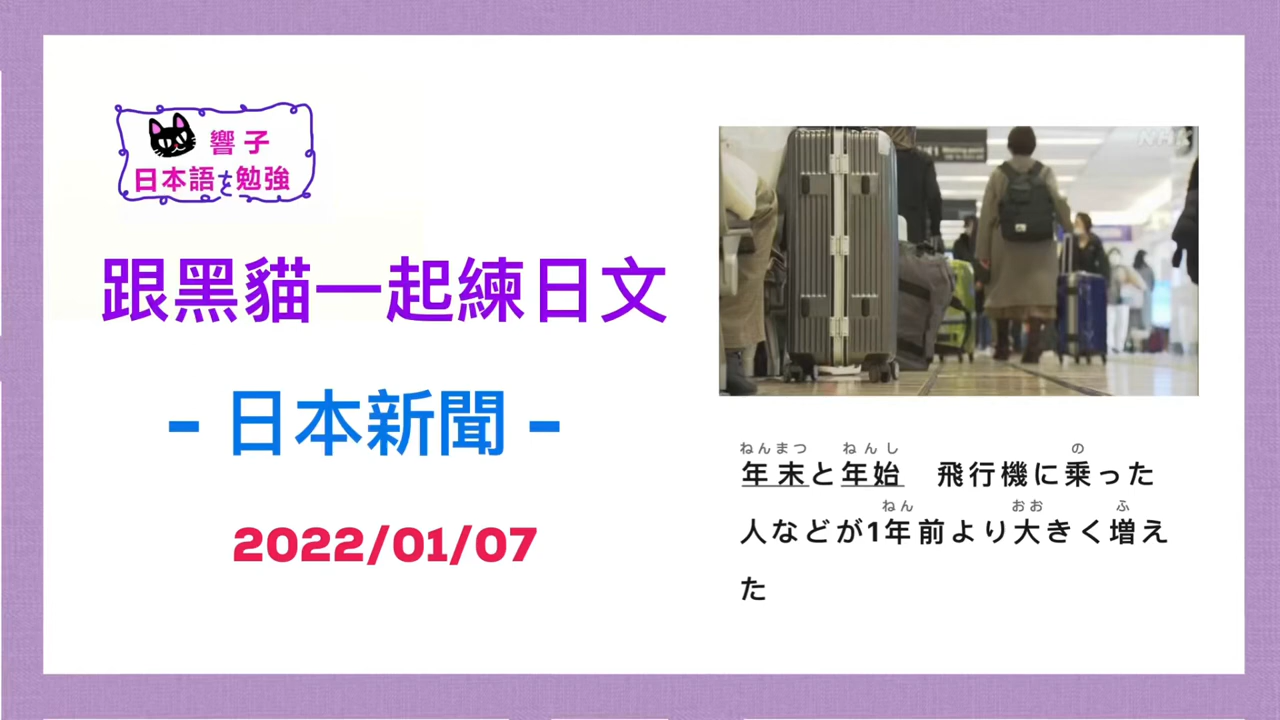 響子
日本語を勉強
跟黑貓一起練日文
- 日本新聞 -
2022/01/07
NHK
ねんまつ ねんし の
年末と年始 飛行機に乗った
ねん おお ふ
人などが1年前より大きく増え
た